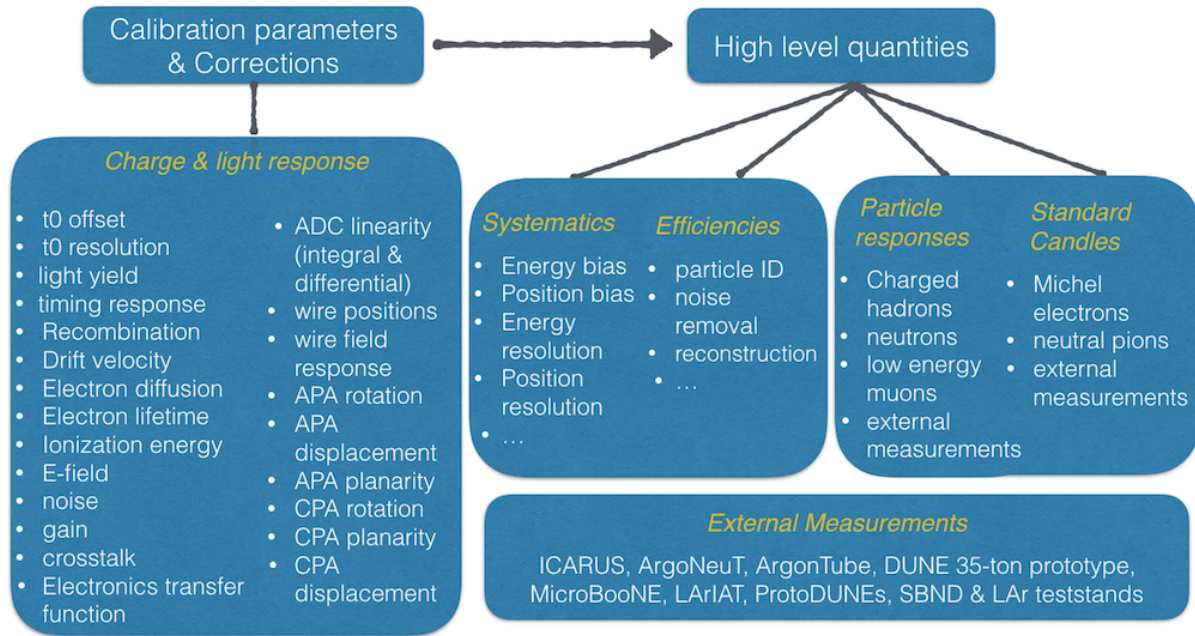 Calibration parameters
& Corrections
High level quantities
Charge & light response
• t0 offset
• t0 resolution
• light yield
• timing response
• Recombination
• Drift velocity
• Electron diffusion
• Electron lifetime
• Ionization energy
• E-field
• noise
• gain
• crosstalk
• Electronics transfer
function
• ADC linearity
(integral &
differential)
• wire positions
• wire field
response
• APA rotation
• APA
displacement
• APA planarity
• CPA rotation
• CPA planarity
• CPA
displacement
Systematics
• Energy bias
• Position bias
• Energy
resolution
• Position
resolution
• …
Efficiencies
• particle ID
• noise
removal
• reconstruction
• …
Particle
responses
• Charged
hadrons
• neutrons
• low energy
muons
• external
measurements
Standard
Candles
• Michel
electrons
• neutral pions
• external
measurements
External Measurements
ICARUS, ArgoNeuT, ArgonTube, DUNE 35-ton prototype,
MicroBooNE, LArIAT, ProtoDUNEs, SBND & LAr teststands